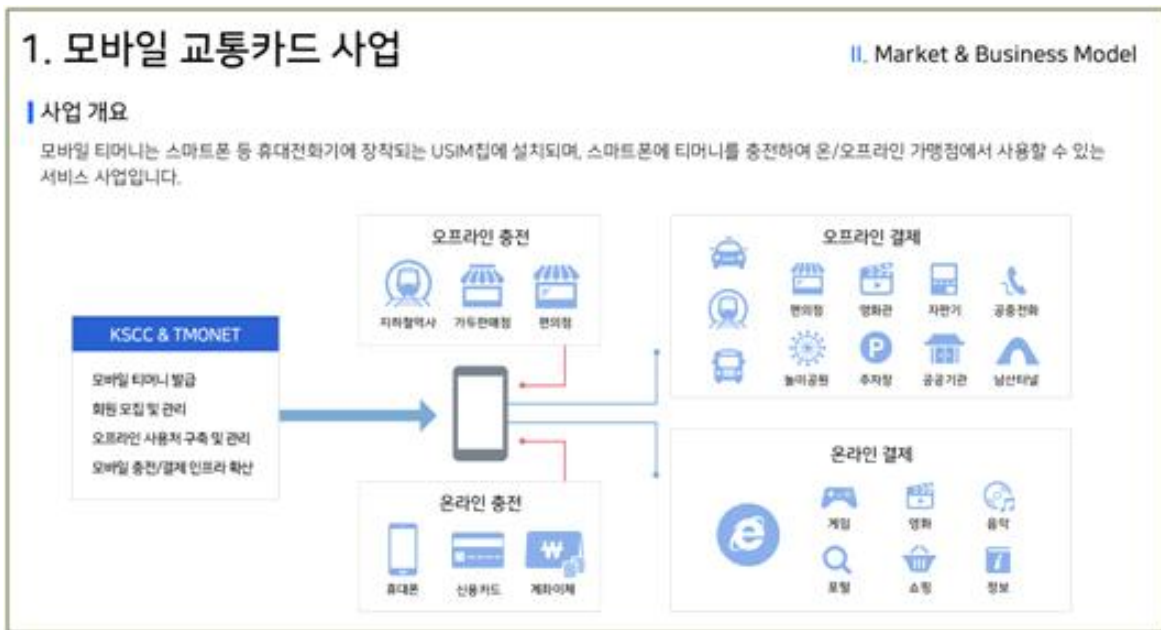 1. 모바일 교통카드 사업
II. Market & Business Model
사업 개요
모바일 티머니는 스마트폰 등 휴대전화기에 장착되는 USIM칩에 설치되며, 스마트폰에 티머니를 충전하여 온/오프라인 가맹점에서 사용할 수 있는
서비스 사업입니다.
KSCC & TMONET
모바일 티머니 발급
회원 모집 및 관리
오프라인 사용처 구축 및 관리
모바일 충전/결제 인프라 확산
오프라인 충전
지하철역사 가두판매점 편의점
온라인 충전
휴대폰 신용카드 계좌이체
오프라인 결제
편의점 영화관 자판기 공중전화
놀이공원 주차장 공공기관 남산터널
온라인 결제
게임 영화 음악
포털 쇼핑 정보